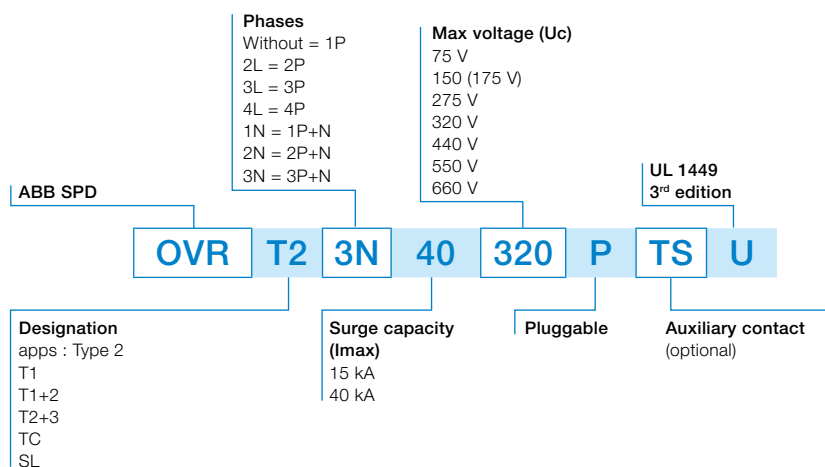 Phases
Without = 1P
2L = 2P
3L = 3P
4L = 4P
1N = 1P+N
2N = 2P+N
3N = 3P+N
Max voltage (Uc)
75 V
150 (175 V)
275 V
320 V
440 V
550 V
660 V
UL 1449
3rd edition
ABB SPD
OVR T2 3N 40 320 P TS U
Designation
apps : Type 2
T1
T1+2
T2+3
TC
SL
Surge capacity
(Imax)
15 kA
40 kA
Pluggable
Auxiliary contact
(optional)